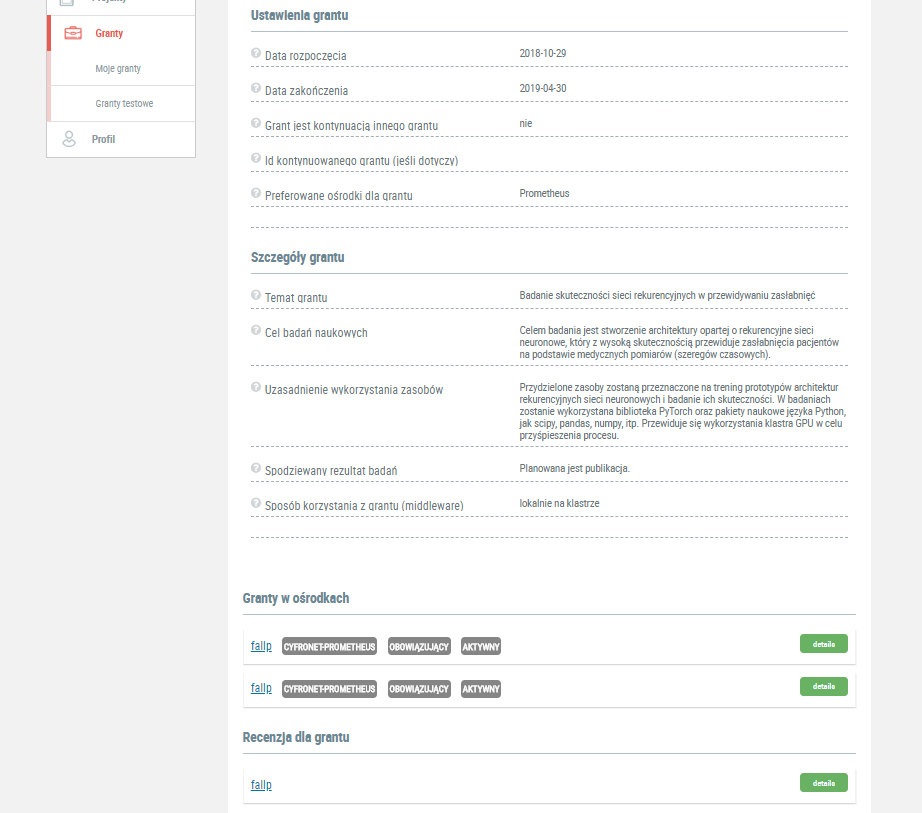 Projekty
Granty
Moje granty
Granty testowe
Profil
Ustawienia grantu
Data rozpoczęcia 2018-10-29
Data zakończenia 2019-04-30
Grant jest kontynuacją innego grantu nie
Id kontynuowanego grantu (jeśli dotyczy)
Preferowane ośrodki dla grantu Prometheus
Szczegóły grantu
Temat grantu Badanie skuteczności sieci rekurencyjnych w przewidywaniu zasłabnięć
Cel badań naukowych Celem badania jest stworzenie architektury opartej o rekurencyjne sieci
neuronowe, który z wysoką skutecznością przewiduje zasłabnięcia pacjentów
na podstawie medycznych pomiarów (szeregów czasowych).
Uzasadnienie wykorzystania zasobów Przydzielone zasoby zostaną przeznaczone na trening prototypów architektur
rekurencyjnych sieci neuronowych i badanie ich skuteczności. W badaniach
zostanie wykorzystana biblioteka PyTorch oraz pakiety naukowe języka Python,
jak scipy, pandas, numpy, itp. Przewiduje się wykorzystania klastra GPU w celu
przyśpieszenia procesu.
Spodziewany rezultat badań Planowana jest publikacja.
Sposób korzystania z grantu (middleware) lokalnie na klastrze
Granty w ośrodkach
fallp CYFRONET-PROMETHEUS OBOWIĄZUJĄCY AKTYWNY details
fallp CYFRONET-PROMETHEUS OBOWIĄZUJĄCY AKTYWNY details
Recenzja dla grantu
fallp details